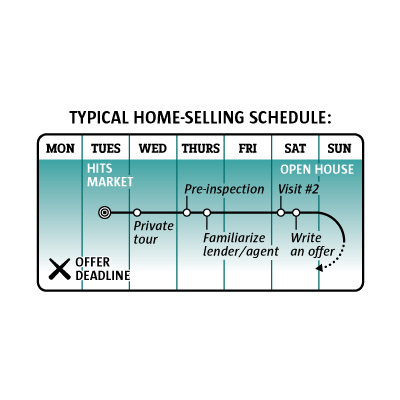 TYPICAL HOME-SELLING SCHEDULE:
MON TUES WED THURS FRI SAT SUN
HITS
MARKET
OPEN HOUSE
Pre-inspection
Visit #2
Private
tour
Familiarize
lender/agent
Write
an offer
OFFER
DEADLINE